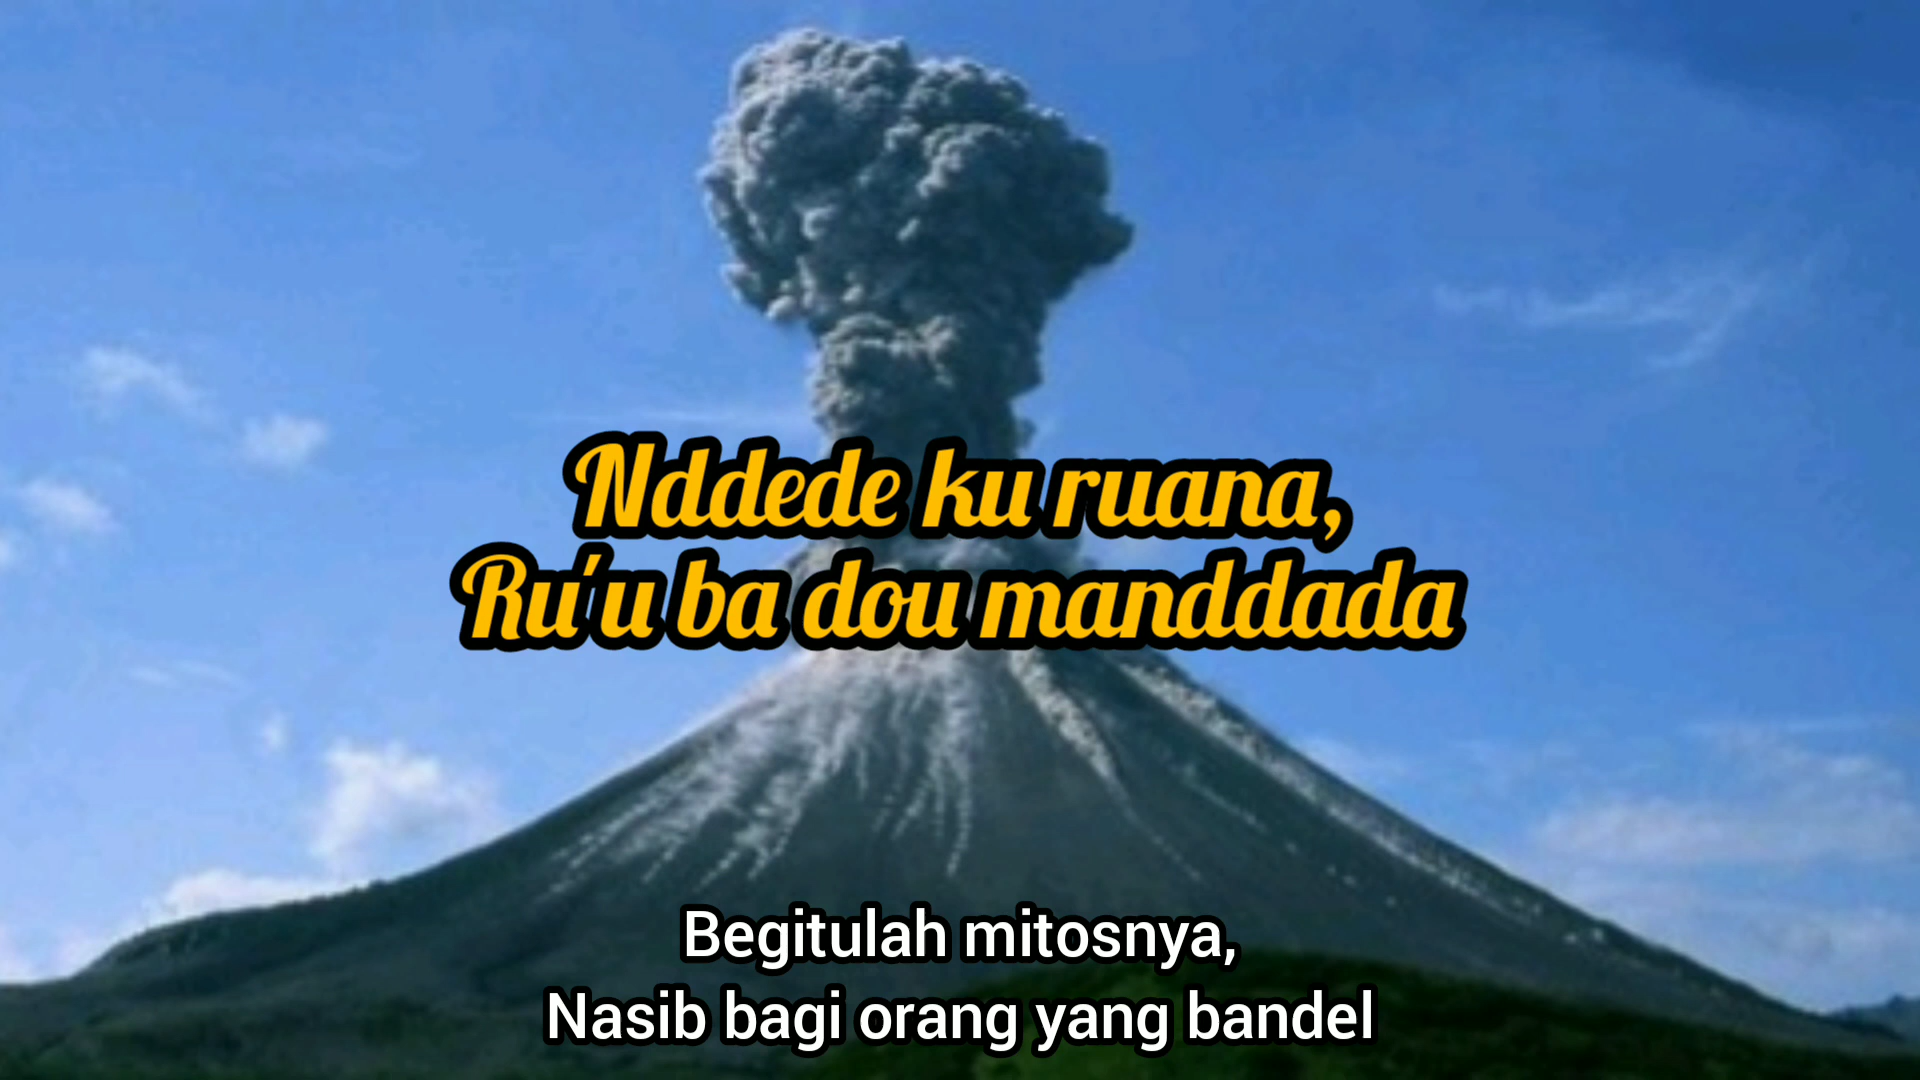 Nddede ku ruana,
Ru'u ba dou manddada
Begitulah mitosnya,
Nasib bagi orang yang bandel